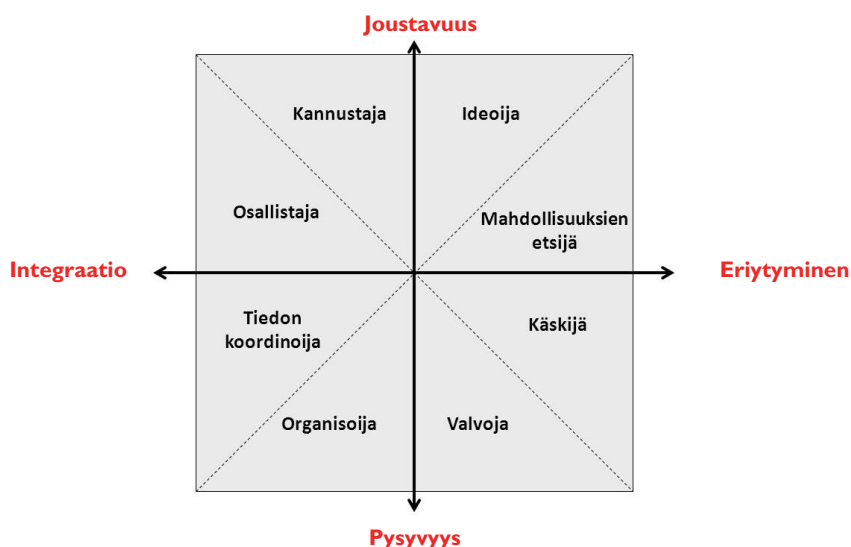 Joustavuus
Kannustaja
Ideoija
Osallistaja
Mahdollisuuksien
etsijä
Integraatio
Eriytyminen
Tiedon
koordinoija
Käskijä
Organisoija
Valvoja
Pysyvyys